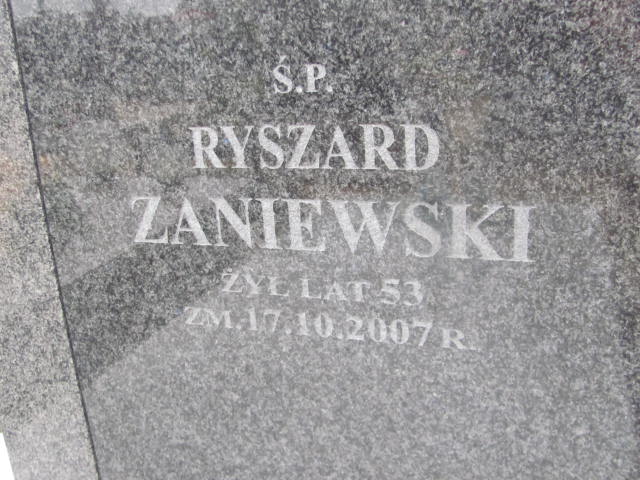 Ś.P.
RYSZARD
ZANIEWSKI
ŻYŁ LAT 53
ZM.17.10.2007 R.